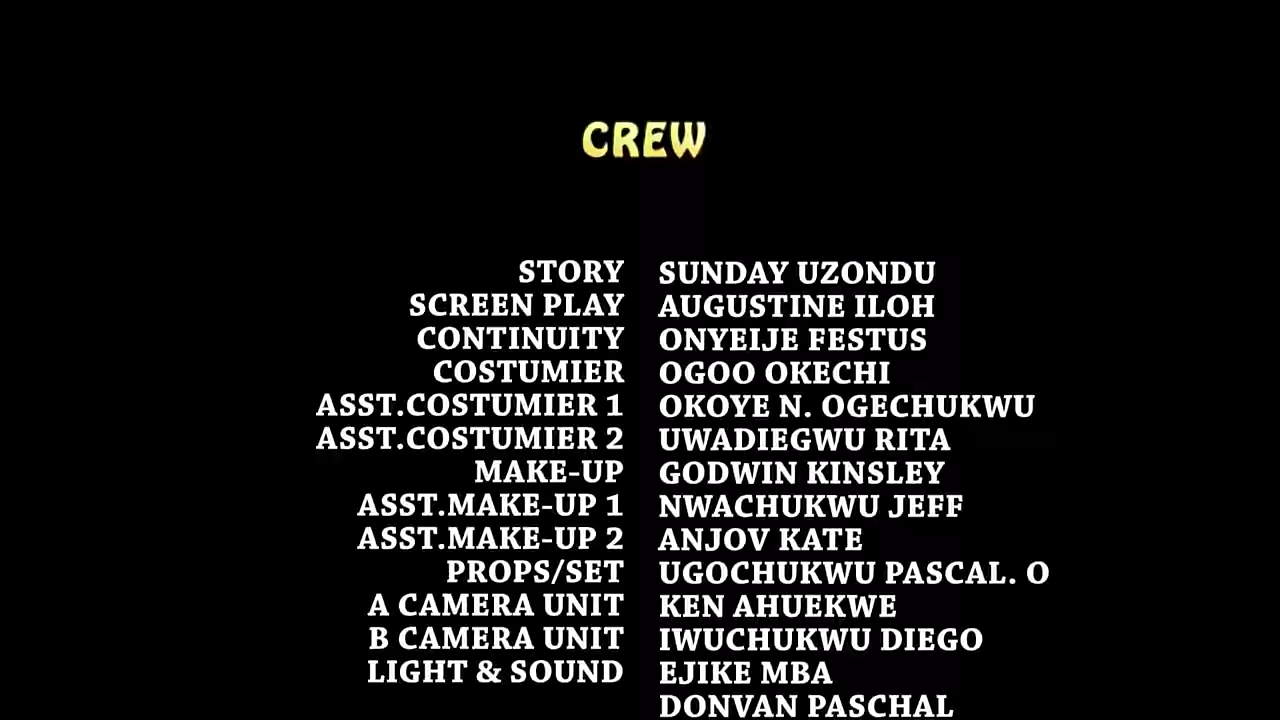 CREW
STORY SUNDAY UZONDU
SCREEN PLAY AUGUSTINE ILOH
CONTINUITY ONYEIJE FESTUS
COSTUMIER OGOO OKECHI
ASST.COSTUMIER 1 OKOYE N. OGECHUKWU
ASST.COSTUMIER 2 UWADIEGWU RITA
MAKE-UP GODWIN KINSLEY
ASST.MAKE-UP 1 NWACHUKWU JEFF
ASST.MAKE-UP 2 ANJOV KATE
PROPS/SET UGOCHUKWU PASCAL. O
A CAMERA UNIT KEN AHUEKWE
B CAMERA UNIT IWUCHUKWU DIEGO
LIGHT & SOUND EJIKE MBA
DONVAN PASCHAL